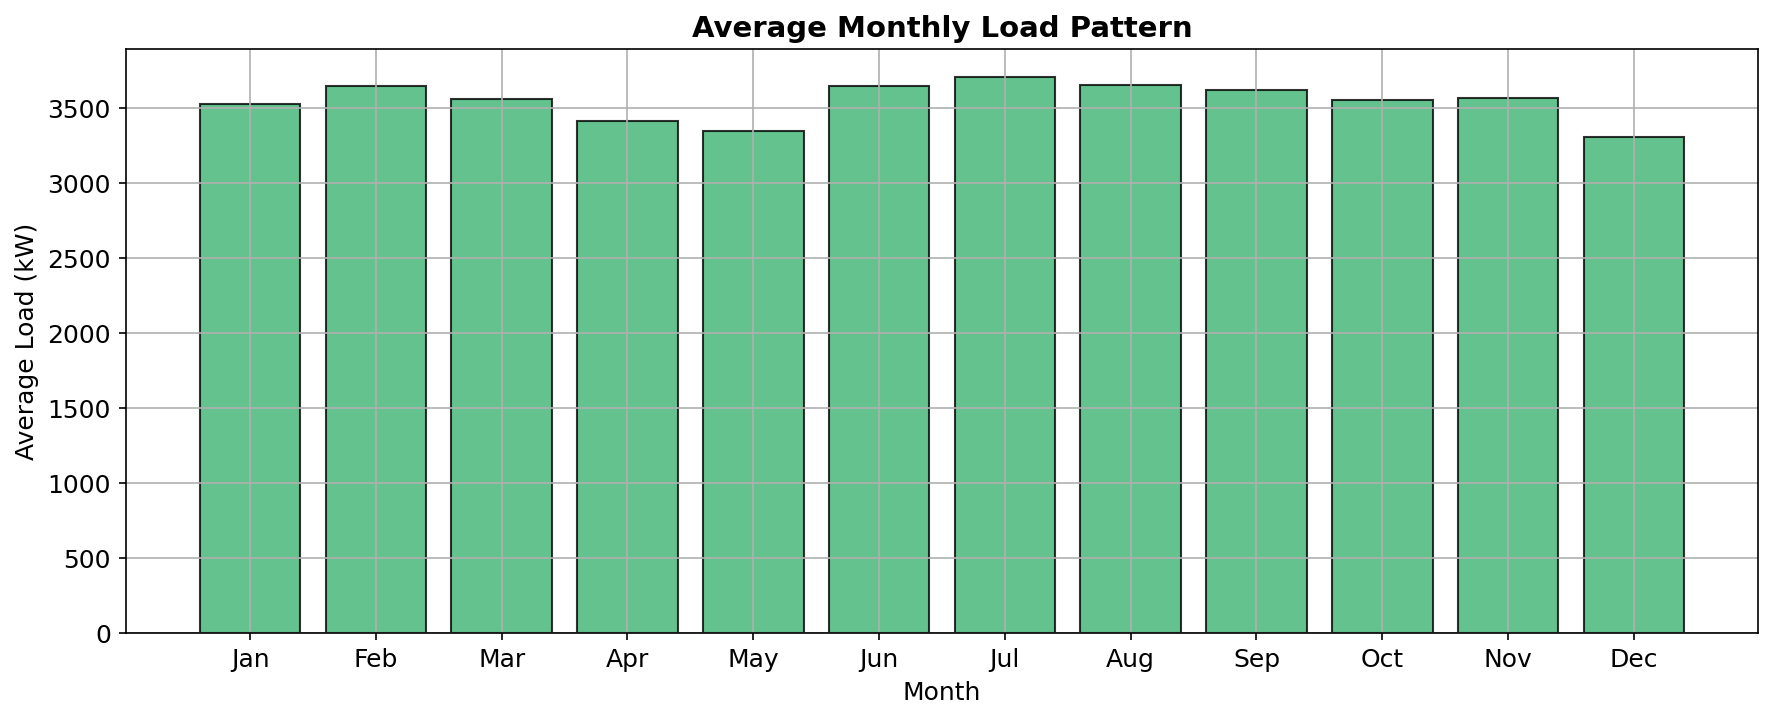 Average Monthly Load Pattern
Average Load (kW)
3500
3000
2500
2000
1500
1000
500
0
Jan Feb Mar Apr May Jun Jul Aug Sep Oct Nov Dec
Month